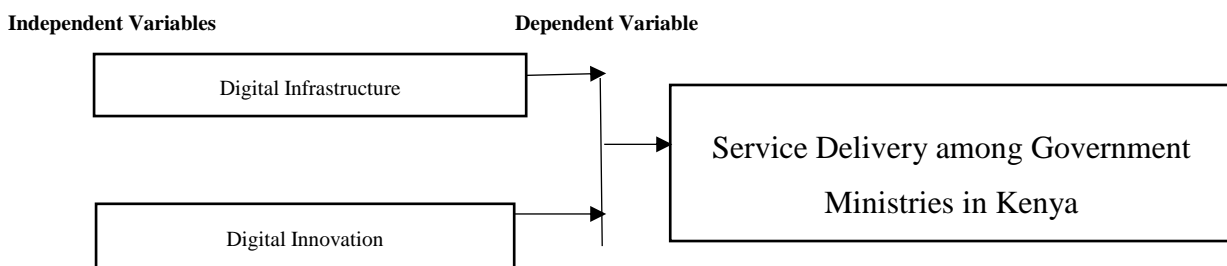 Independent Variables Dependent Variable
Digital Infrastructure
Service Delivery among Government
Ministries in Kenya
Digital Innovation